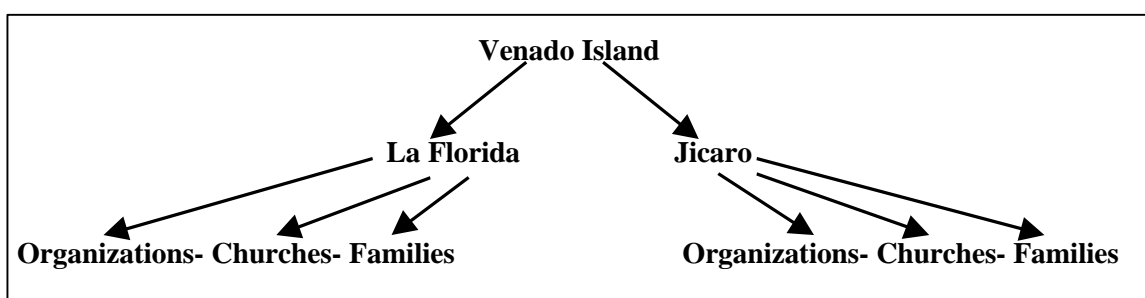 Venado Island
La Florida Jicaro
Organizations- Churches- Families Organizations- Churches- Families